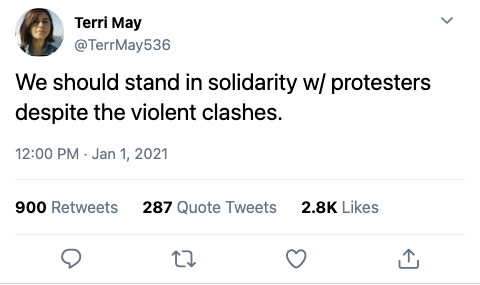 Terri May
@TerrMay536
We should stand in solidarity w/ protesters
despite the violent clashes.
12:00 PM · Jan 1, 2021
900 Retweets 287 Quote Tweets 2.8K Likes